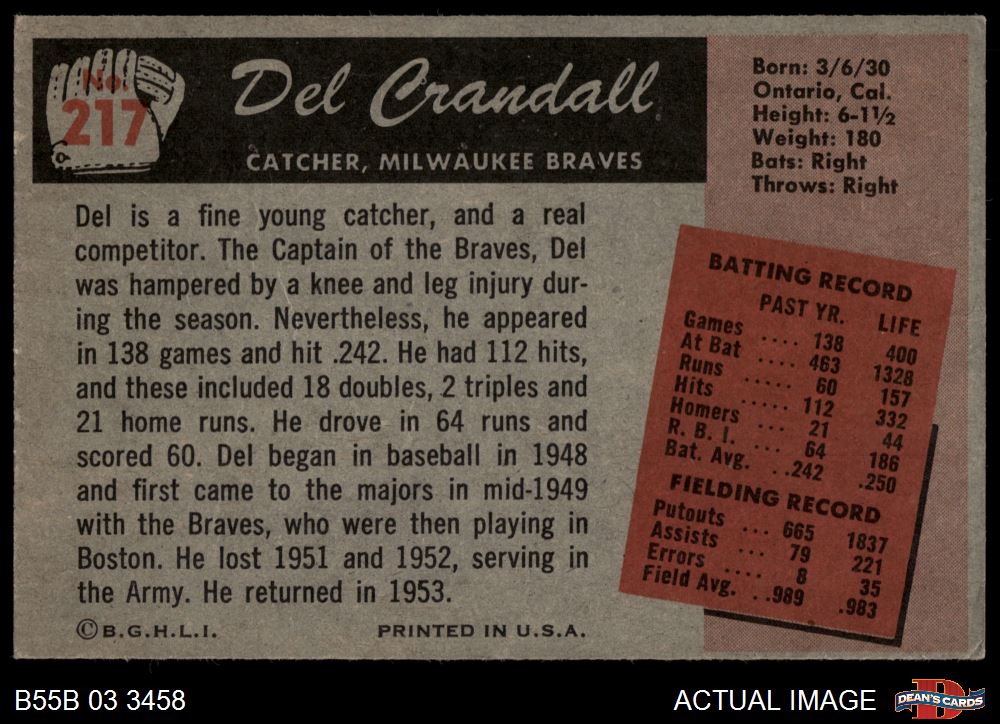 No.
217
Del Crandall
CATCHER, MILWAUKEE BRAVES
Born: 3/6/30
Ontario, Cal.
Height: 6-1½
Weight: 180
Bats: Right
Throws: Right
Del is a fine young catcher, and a real
competitor. The Captain of the Braves, Del
was hampered by a knee and leg injury dur-
ing the season. Nevertheless, he appeared
in 138 games and hit .242. He had 112 hits,
and these included 18 doubles, 2 triples and
21 home runs. He drove in 64 runs and
scored 60. Del began in baseball in 1948
and first came to the majors in mid-1949
with the Braves, who were then playing in
Boston. He lost 1951 and 1952, serving in
the Army. He returned in 1953.
©B.G.H.L.I. PRINTED IN U.S.A.
BATTING RECORD
PAST YR. LIFE
Games .... 138 400
At Bat .... 463 1328
Runs ..... 60 157
Hits ..... 112 332
Homers ... 21 44
R. B. I. ... 64 186
Bat. Avg. ..242 .250
FIELDING RECORD
Putouts ... 665 1837
Assists ... 79 221
Errors .... 8 35
Field Avg. ..989 .983
B55B 03 3458
ACTUAL IMAGE
D
DEAN'S CARDS